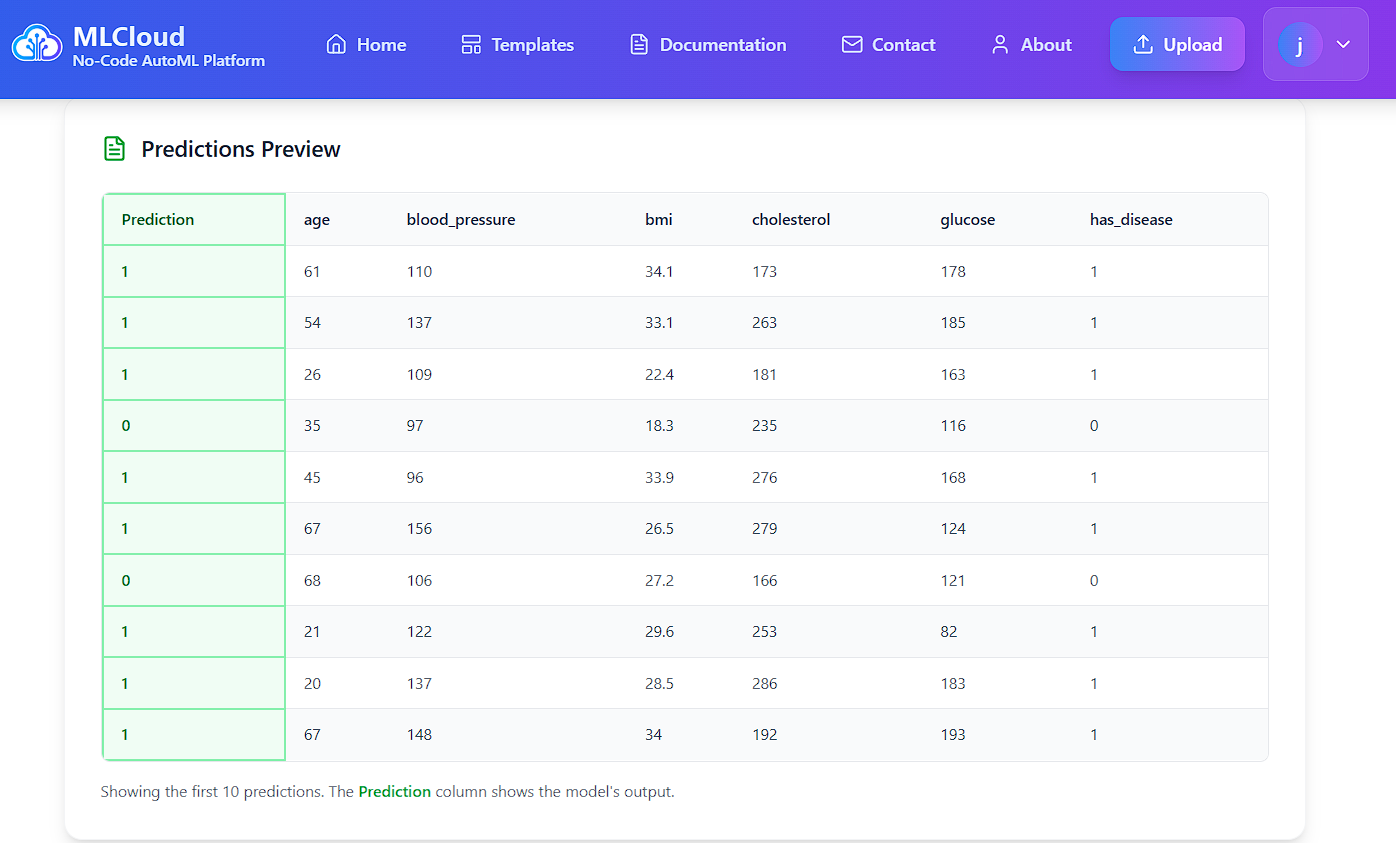 MLCloud
No-Code AutoML Platform
Home
Templates
Documentation
Contact
About
Upload
j
Predictions Preview
Prediction age blood_pressure bmi cholesterol glucose has_disease
1 61 110 34.1 173 178 1
1 54 137 33.1 263 185 1
1 26 109 22.4 181 163 1
0 35 97 18.3 235 116 0
1 45 96 33.9 276 168 1
1 67 156 26.5 279 124 1
0 68 106 27.2 166 121 0
1 21 122 29.6 253 82 1
1 20 137 28.5 286 183 1
1 67 148 34 192 193 1
Showing the first 10 predictions. The Prediction column shows the model's output.